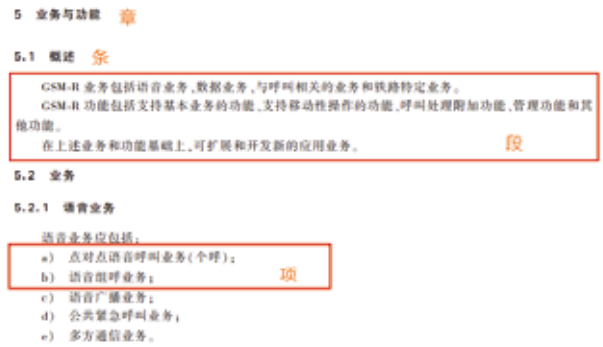 5 业务与功能 章
5.1 概述 条
GSM-R 业务包括语音业务、数据业务、与呼叫相关的业务和铁路特定业务。
GSM-R 功能包括支持基本业务的功能、支持移动性操作的功能、呼叫处理附加功能、管理功能和其
他功能。
在上述业务和功能基础上,可扩展和开发新的应用业务。 段
5.2 业务
5.2.1 语音业务
语音业务应包括:
a) 点对点语音呼叫业务(个呼);
b) 语音组呼业务; 项
c) 语音广播业务;
d) 公共紧急呼叫业务;
e) 多方通信业务。